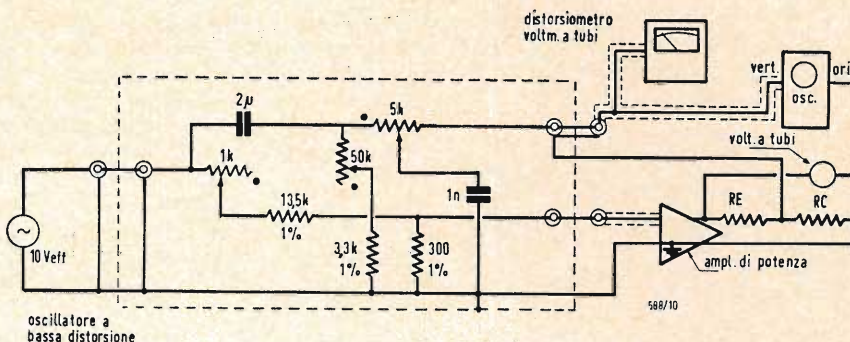 distorsiometro
voltm. a tubi
vert.
ori
osc.
volt. a tubi
2µ
5k
1k
50k
1n
13,5k
1%
3,3k
1%
300
1%
10 Veff
RE
RC
ampl. di potenza
588/10
oscillatore a
bassa distorsione